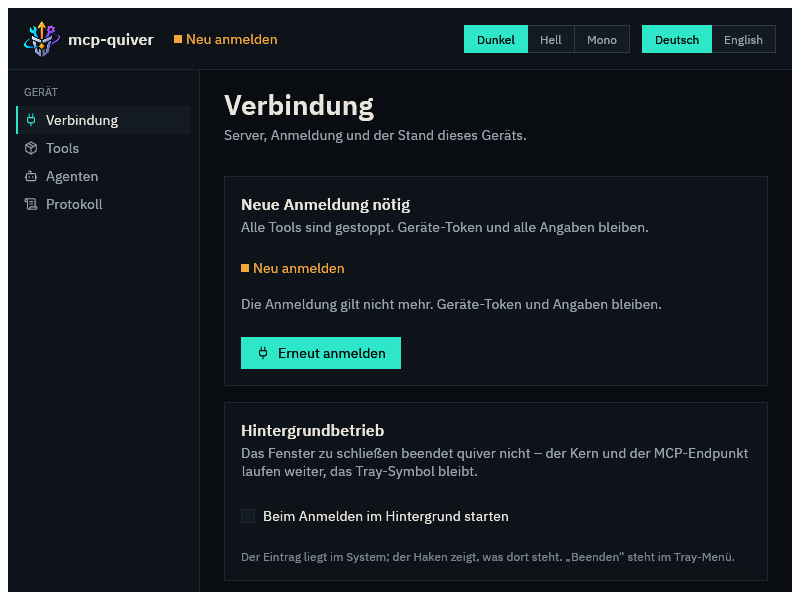 mcp-quiver
Neu anmelden
Dunkel Hell Mono
Deutsch English
GERÄT
Verbindung
Tools
Agenten
Protokoll
Verbindung
Server, Anmeldung und der Stand dieses Geräts.
Neue Anmeldung nötig
Alle Tools sind gestoppt. Geräte-Token und alle Angaben bleiben.
Neu anmelden
Die Anmeldung gilt nicht mehr. Geräte-Token und Angaben bleiben.
Erneut anmelden
Hintergrundbetrieb
Das Fenster zu schließen beendet quiver nicht – der Kern und der MCP-Endpunkt
laufen weiter, das Tray-Symbol bleibt.
Beim Anmelden im Hintergrund starten
Der Eintrag liegt im System; der Haken zeigt, was dort steht. „Beenden“ steht im Tray-Menü.